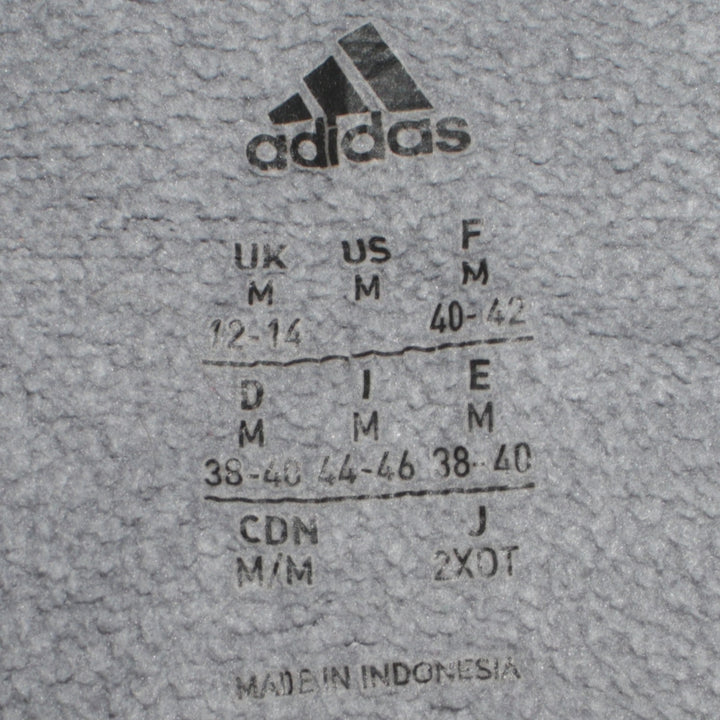 adidas
UK US F
M M M
12-14 40-42
D I E
M M M
38-40 44-46 38-40
CDN J
M/M 2XOT
MADE IN INDONESIA